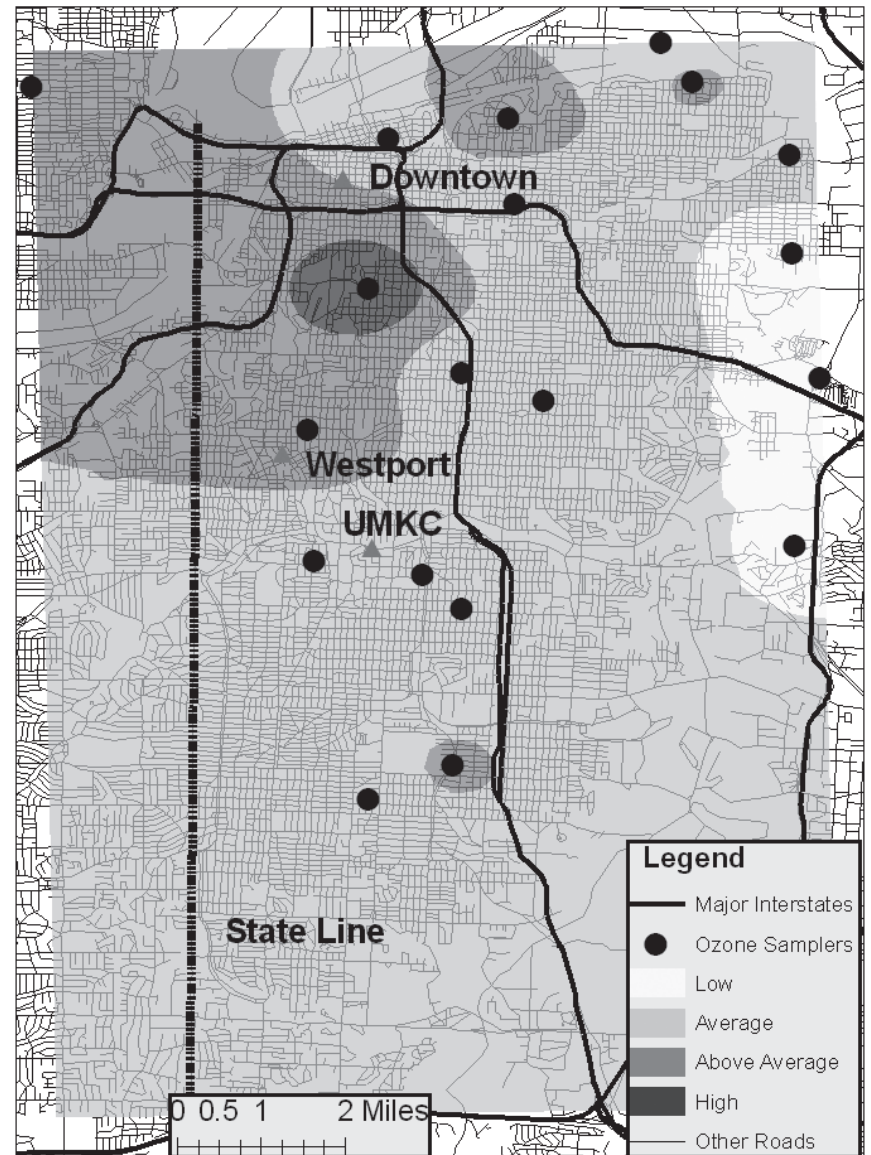 Downtown
Westport
UMKC
State Line
Legend
Major Interstates
Ozone Samplers
Low
Average
Above Average
High
Other Roads
0 0.5 1 2 Miles